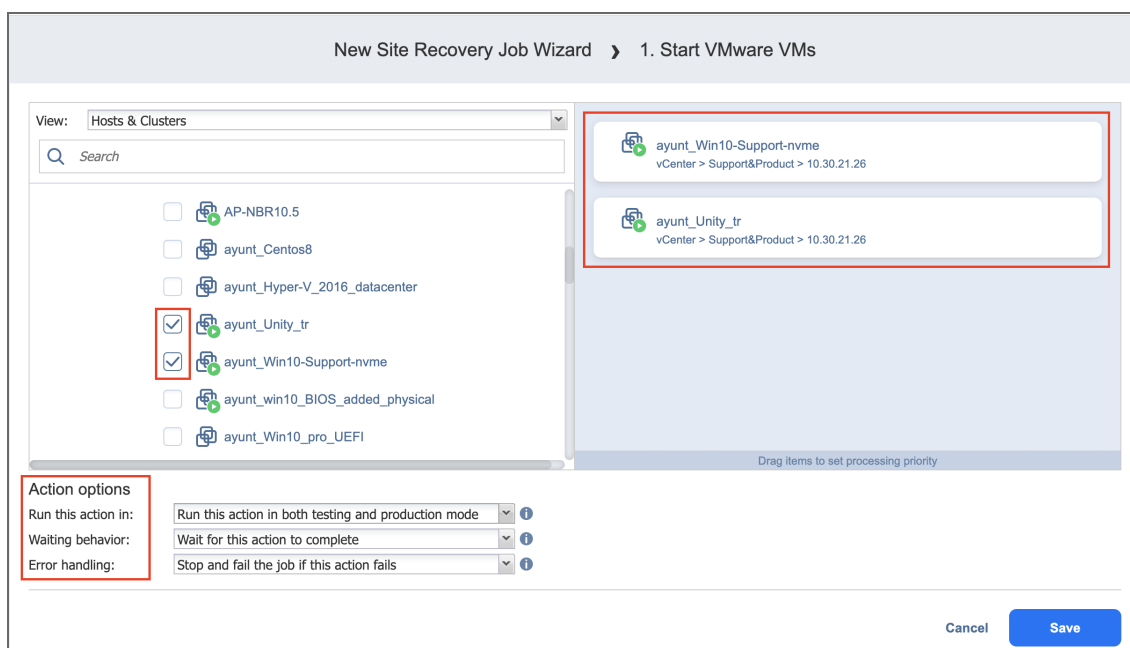 New Site Recovery Job Wizard ❯ 1. Start VMware VMs
View: Hosts & Clusters
Search
AP-NBR10.5
ayunt_Centos8
ayunt_Hyper-V_2016_datacenter
ayunt_Unity_tr
ayunt_Win10-Support-nvme
ayunt_win10_BIOS_added_physical
ayunt_Win10_pro_UEFI
ayunt_Win10-Support-nvme
vCenter > Support&Product > 10.30.21.26
ayunt_Unity_tr
vCenter > Support&Product > 10.30.21.26
Drag items to set processing priority
Action options
Run this action in: Run this action in both testing and production mode
Waiting behavior: Wait for this action to complete
Error handling: Stop and fail the job if this action fails
Cancel Save